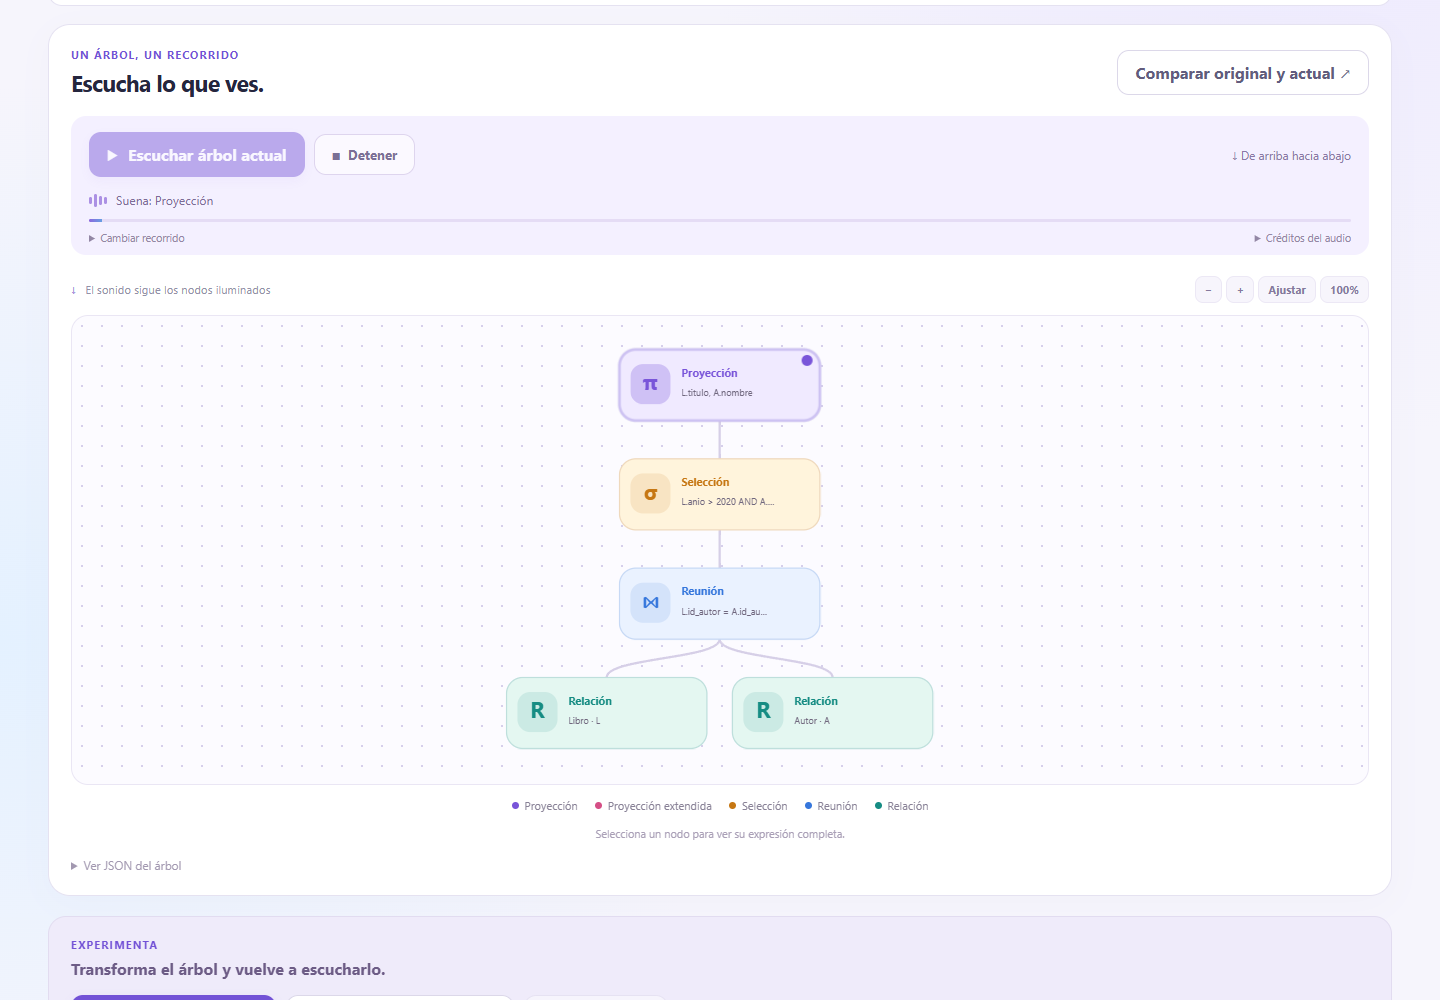 UN ÁRBOL, UN RECORRIDO
Escucha lo que ves.
Comparar original y actual ↗
▶ Escuchar árbol actual
■ Detener
↓ De arriba hacia abajo
Suena: Proyección
▶ Cambiar recorrido
▶ Créditos del audio
↓ El sonido sigue los nodos iluminados
−
+
Ajustar
100%
π
Proyección
L.titulo, A.nombre
σ
Selección
L.anio > 2020 AND A....
⋈
Reunión
L.id_autor = A.id_au...
R
Relación
Libro · L
R
Relación
Autor · A
Proyección
Proyección extendida
Selección
Reunión
Relación
Selecciona un nodo para ver su expresión completa.
▶ Ver JSON del árbol
EXPERIMENTA
Transforma el árbol y vuelve a escucharlo.